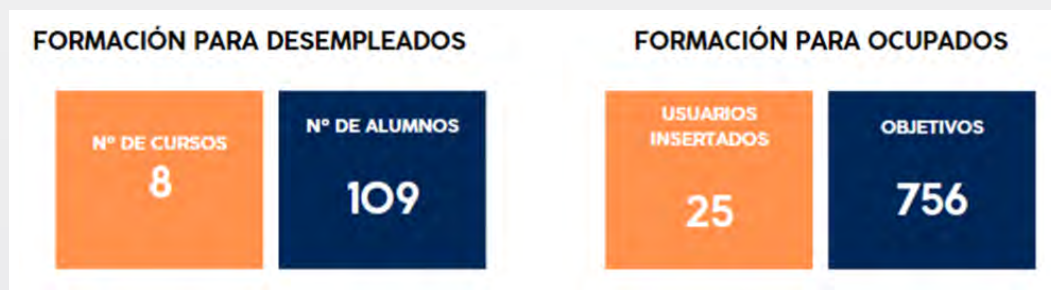 FORMACIÓN PARA DESEMPLEADOS
Nº DE CURSOS
8
Nº DE ALUMNOS
109
FORMACIÓN PARA OCUPADOS
USUARIOS
INSERTADOS
25
OBJETIVOS
756